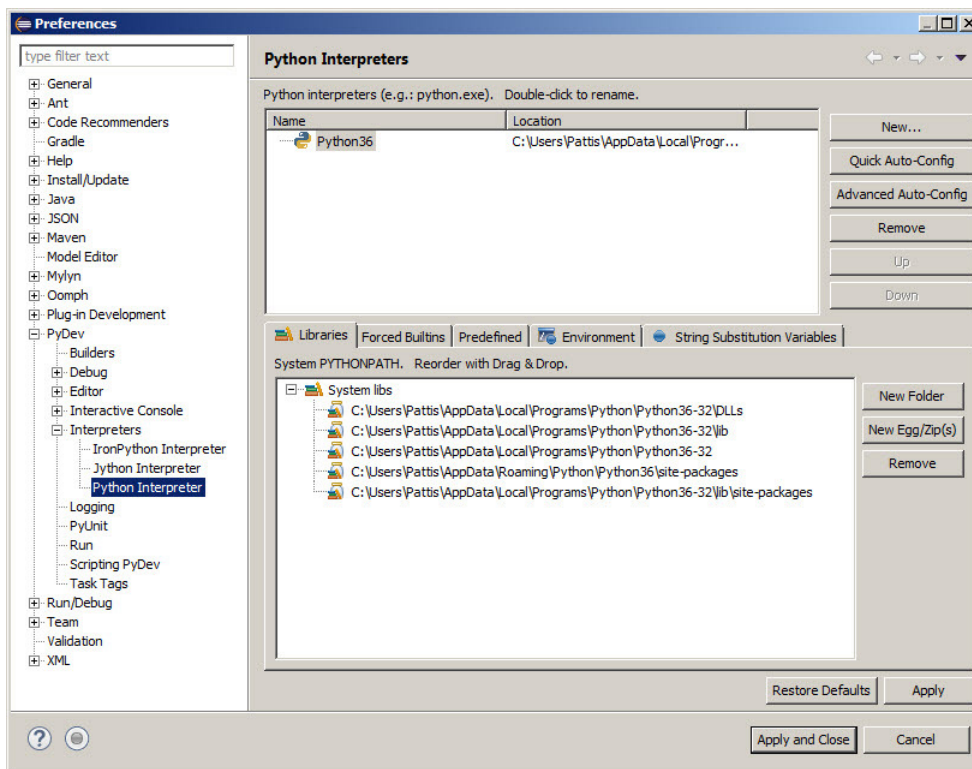 Preferences
type filter text
General
Ant
Code Recommenders
Gradle
Help
Install/Update
Java
JSON
Maven
Model Editor
Mylyn
Oomph
Plug-in Development
PyDev
Builders
Debug
Editor
Interactive Console
Interpreters
IronPython Interpreter
Jython Interpreter
Python Interpreter
Logging
PyUnit
Run
Scripting PyDev
Task Tags
Run/Debug
Team
Validation
XML
Python Interpreters
Python interpreters (e.g.: python.exe). Double-click to rename.
Name Location
Python36 C:\Users\Pattis\AppData\Local\Progr...
New...
Quick Auto-Config
Advanced Auto-Config
Remove
Up
Down
Libraries Forced Builtins Predefined Environment String Substitution Variables
System PYTHONPATH. Reorder with Drag & Drop.
System libs
C:\Users\Pattis\AppData\Local\Programs\Python\Python36-32\DLLs
C:\Users\Pattis\AppData\Local\Programs\Python\Python36-32\lib
C:\Users\Pattis\AppData\Local\Programs\Python\Python36-32
C:\Users\Pattis\AppData\Roaming\Python\Python36\site-packages
C:\Users\Pattis\AppData\Local\Programs\Python\Python36-32\lib\site-packages
New Folder
New Egg/Zip(s)
Remove
Restore Defaults Apply
? Apply and Close Cancel